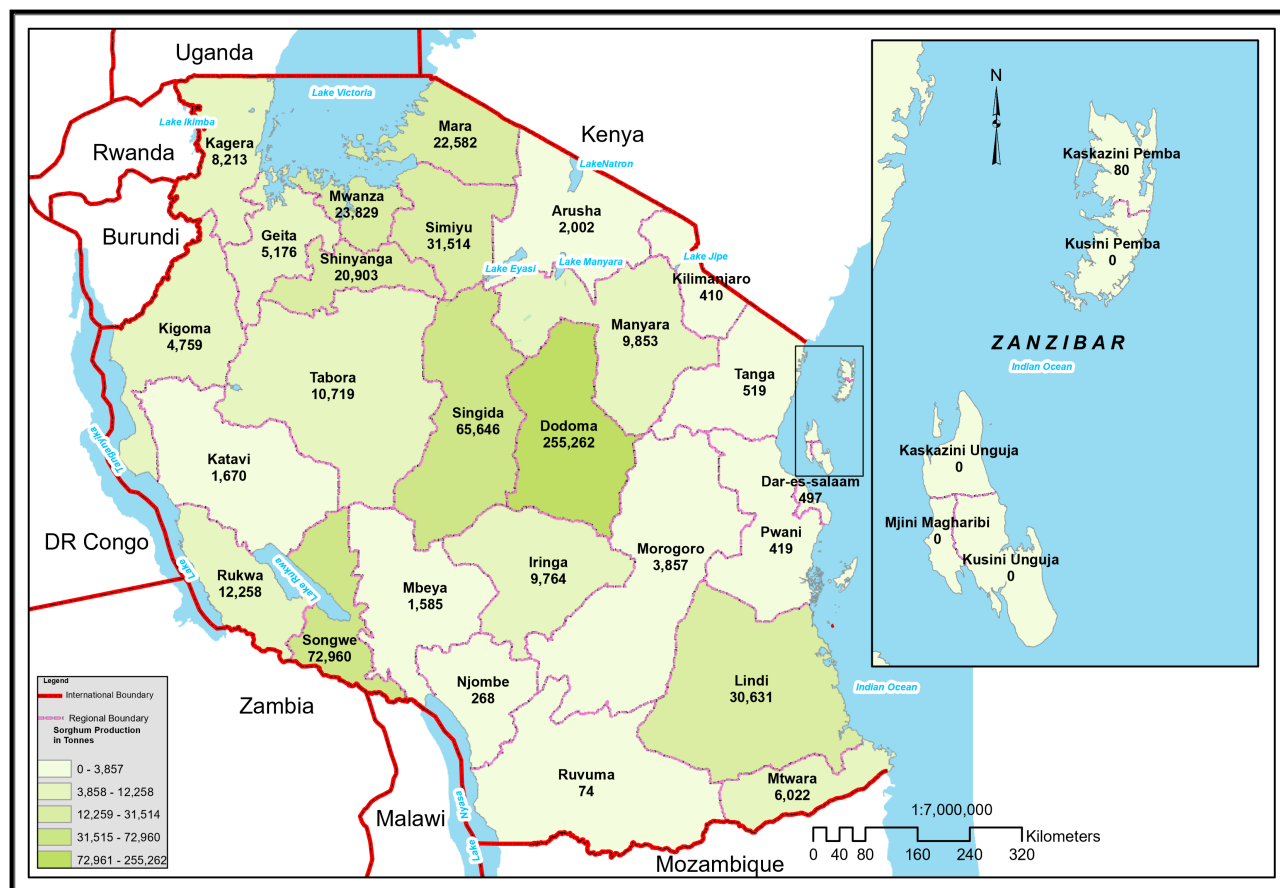 Uganda
Lake Victoria
Lake Ikimba
Kagera
8,213
Mara
22,582
Kenya
LakeNatron
Rwanda
Burundi
Mwanza
23,829
Geita
5,176
Simiyu
31,514
Arusha
2,002
Shinyanga
20,903
Lake Eyasi
Lake Manyara
Lake Jipe
Kilimanjaro
410
Kigoma
4,759
Manyara
9,853
Tabora
10,719
Tanga
519
Singida
65,646
Dodoma
255,262
Katavi
1,670
Lake Tanganyika
Dar-es-salaam
497
Pwani
419
DR Congo
Rukwa
12,258
Lake Rukwa
Mbeya
1,585
Iringa
9,764
Morogoro
3,857
Songwe
72,960
Njombe
268
Lindi
30,631
Indian Ocean
Zambia
Ruvuma
74
Mtwara
6,022
Malawi
Lake Nyasa
Mozambique
N
Kaskazini Pemba
80
Kusini Pemba
0
ZANZIBAR
Indian Ocean
Kaskazini Unguja
0
Mjini Magharibi
0
Kusini Unguja
0
Legend
International Boundary
Regional Boundary
Sorghum Production
in Tonnes
0 - 3,857
3,858 - 12,258
12,259 - 31,514
31,515 - 72,960
72,961 - 255,262
1:7,000,000
Kilometers
0 40 80 160 240 320